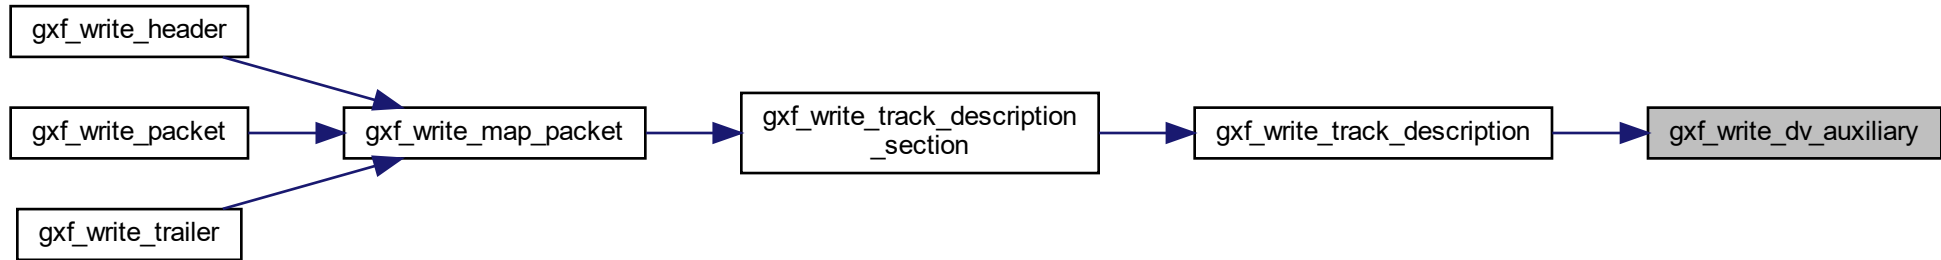 gxf_write_header
gxf_write_packet
gxf_write_trailer
gxf_write_map_packet
gxf_write_track_description
_section
gxf_write_track_description
gxf_write_dv_auxiliary